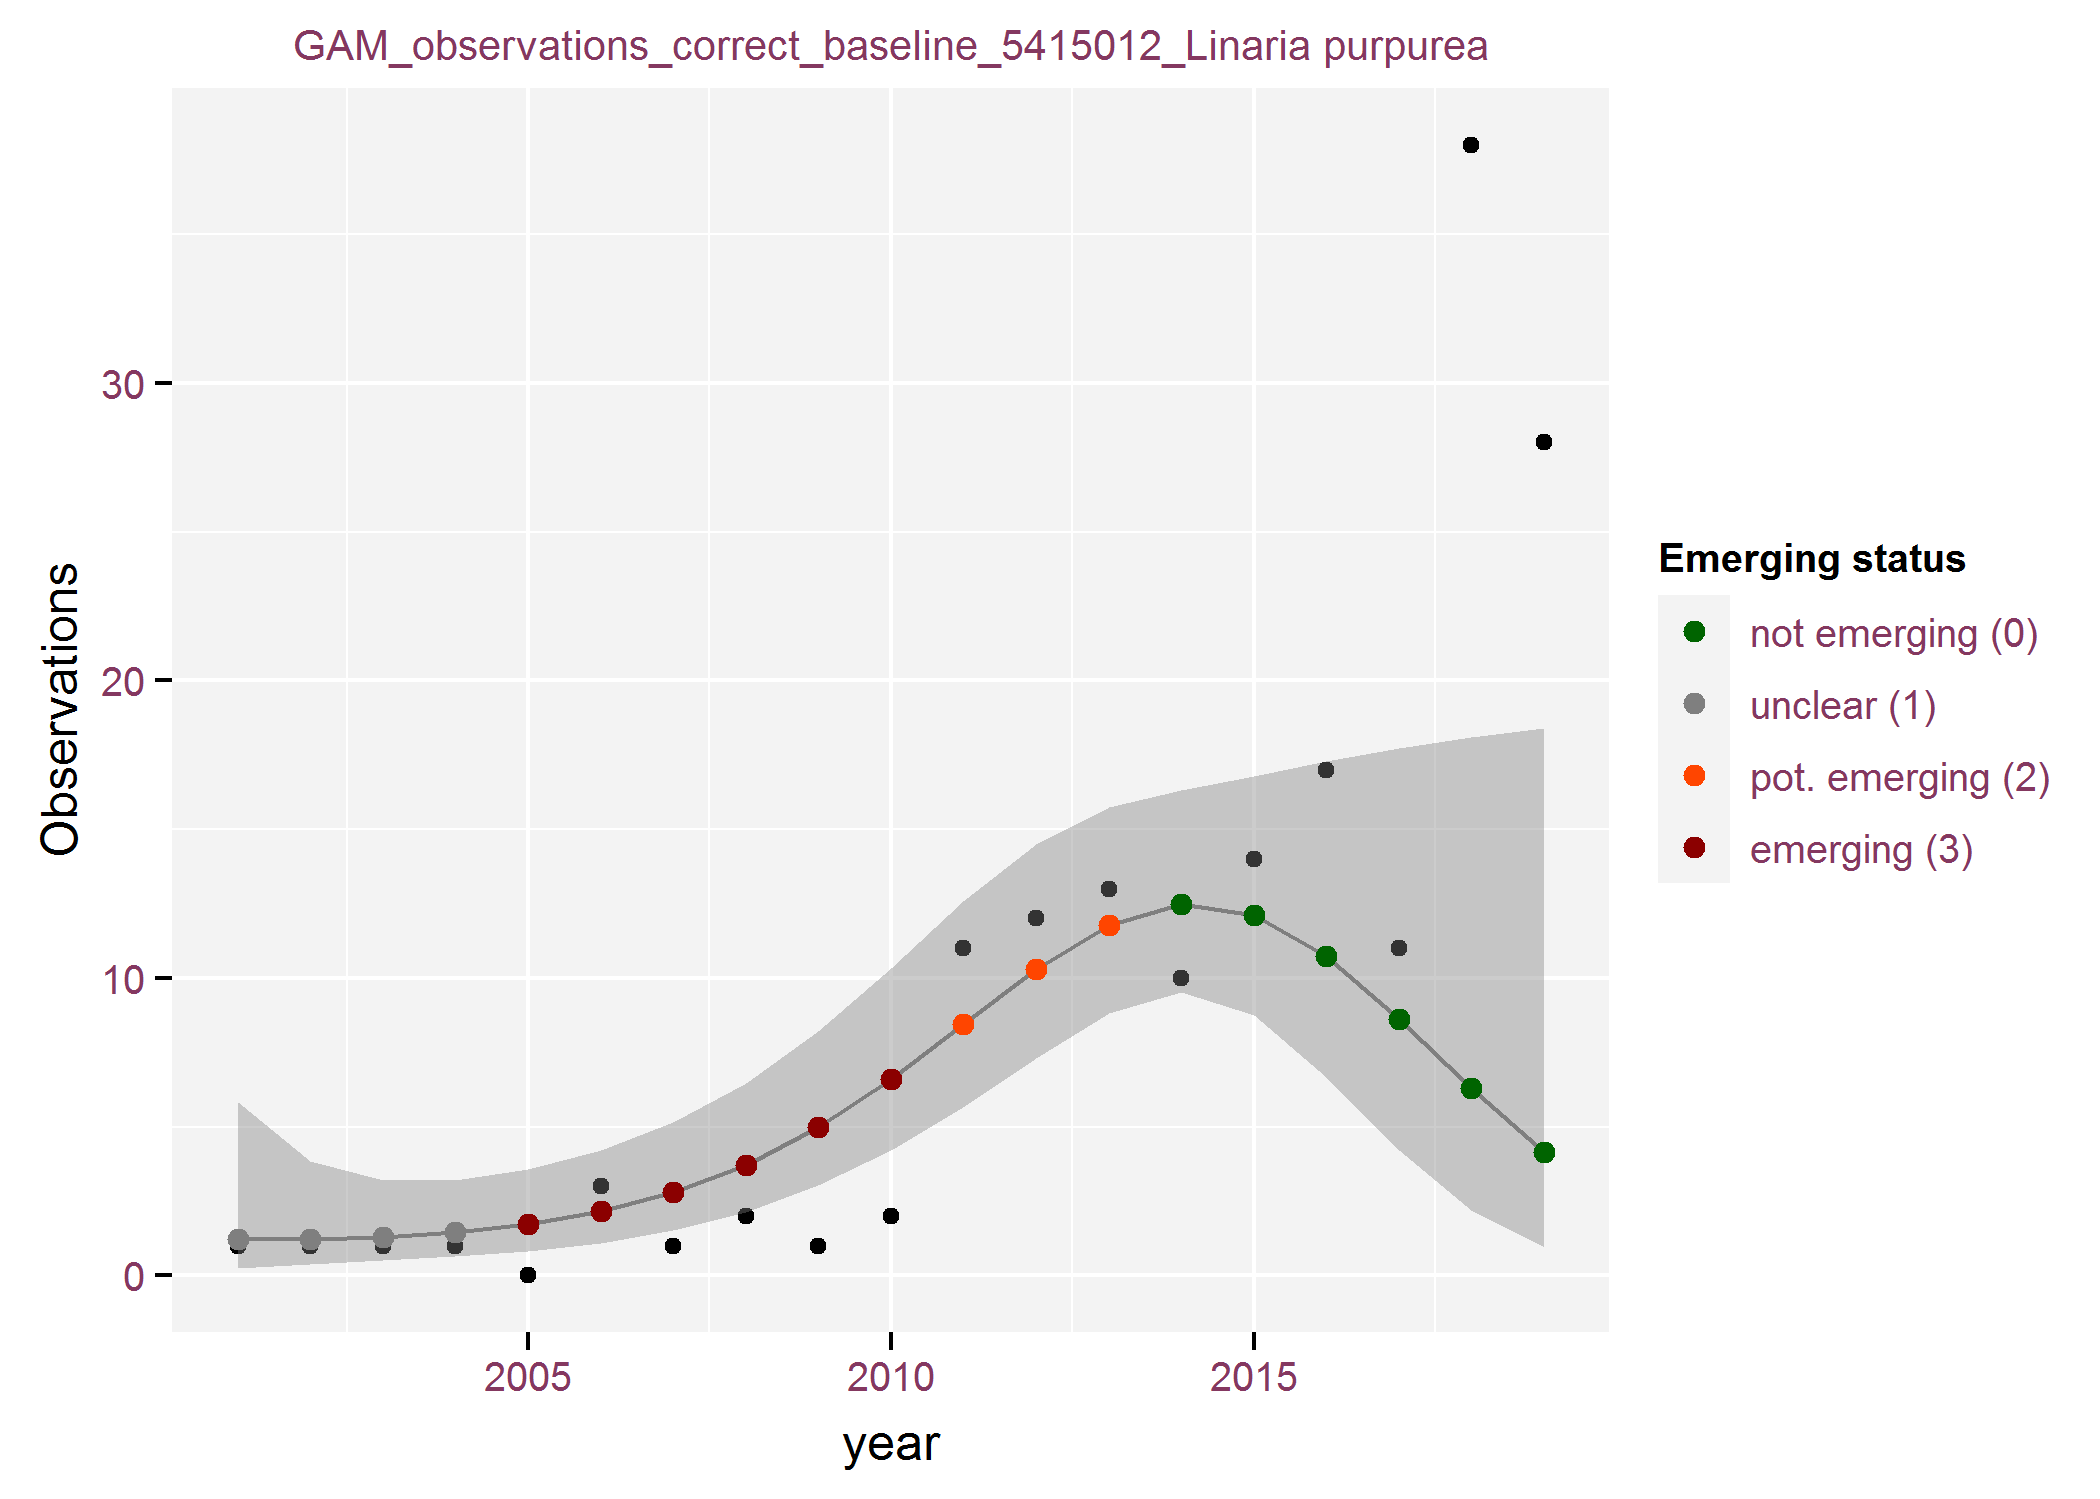 GAM_observations_correct_baseline_5415012_Linaria purpurea
Observations
30
20
10
0
2005 2010 2015
year
Emerging status
not emerging (0)
unclear (1)
pot. emerging (2)
emerging (3)